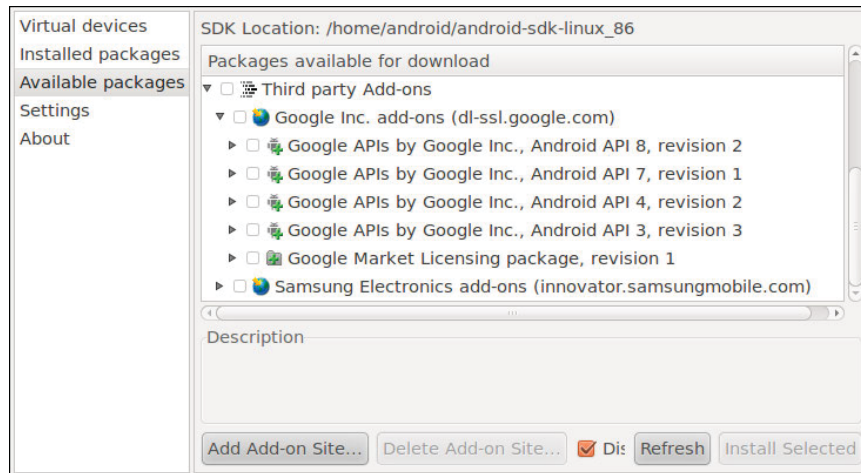 Virtual devices
Installed packages
Available packages
Settings
About
SDK Location: /home/android/android-sdk-linux_86
Packages available for download
Third party Add-ons
Google Inc. add-ons (dl-ssl.google.com)
Google APIs by Google Inc., Android API 8, revision 2
Google APIs by Google Inc., Android API 7, revision 1
Google APIs by Google Inc., Android API 4, revision 2
Google APIs by Google Inc., Android API 3, revision 3
Google Market Licensing package, revision 1
Samsung Electronics add-ons (innovator.samsungmobile.com)
Description
Add Add-on Site... Delete Add-on Site... Refresh Install Selected